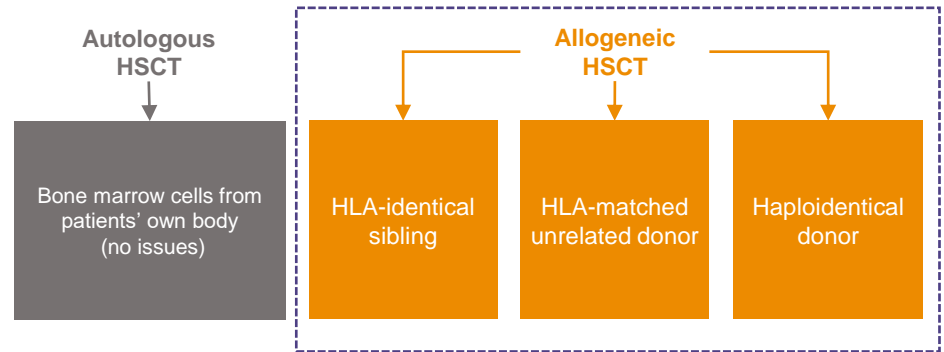 Autologous
HSCT
Bone marrow cells from
patients' own body
(no issues)
Allogeneic
HSCT
HLA-identical
sibling
HLA-matched
unrelated donor
Haploidentical
donor